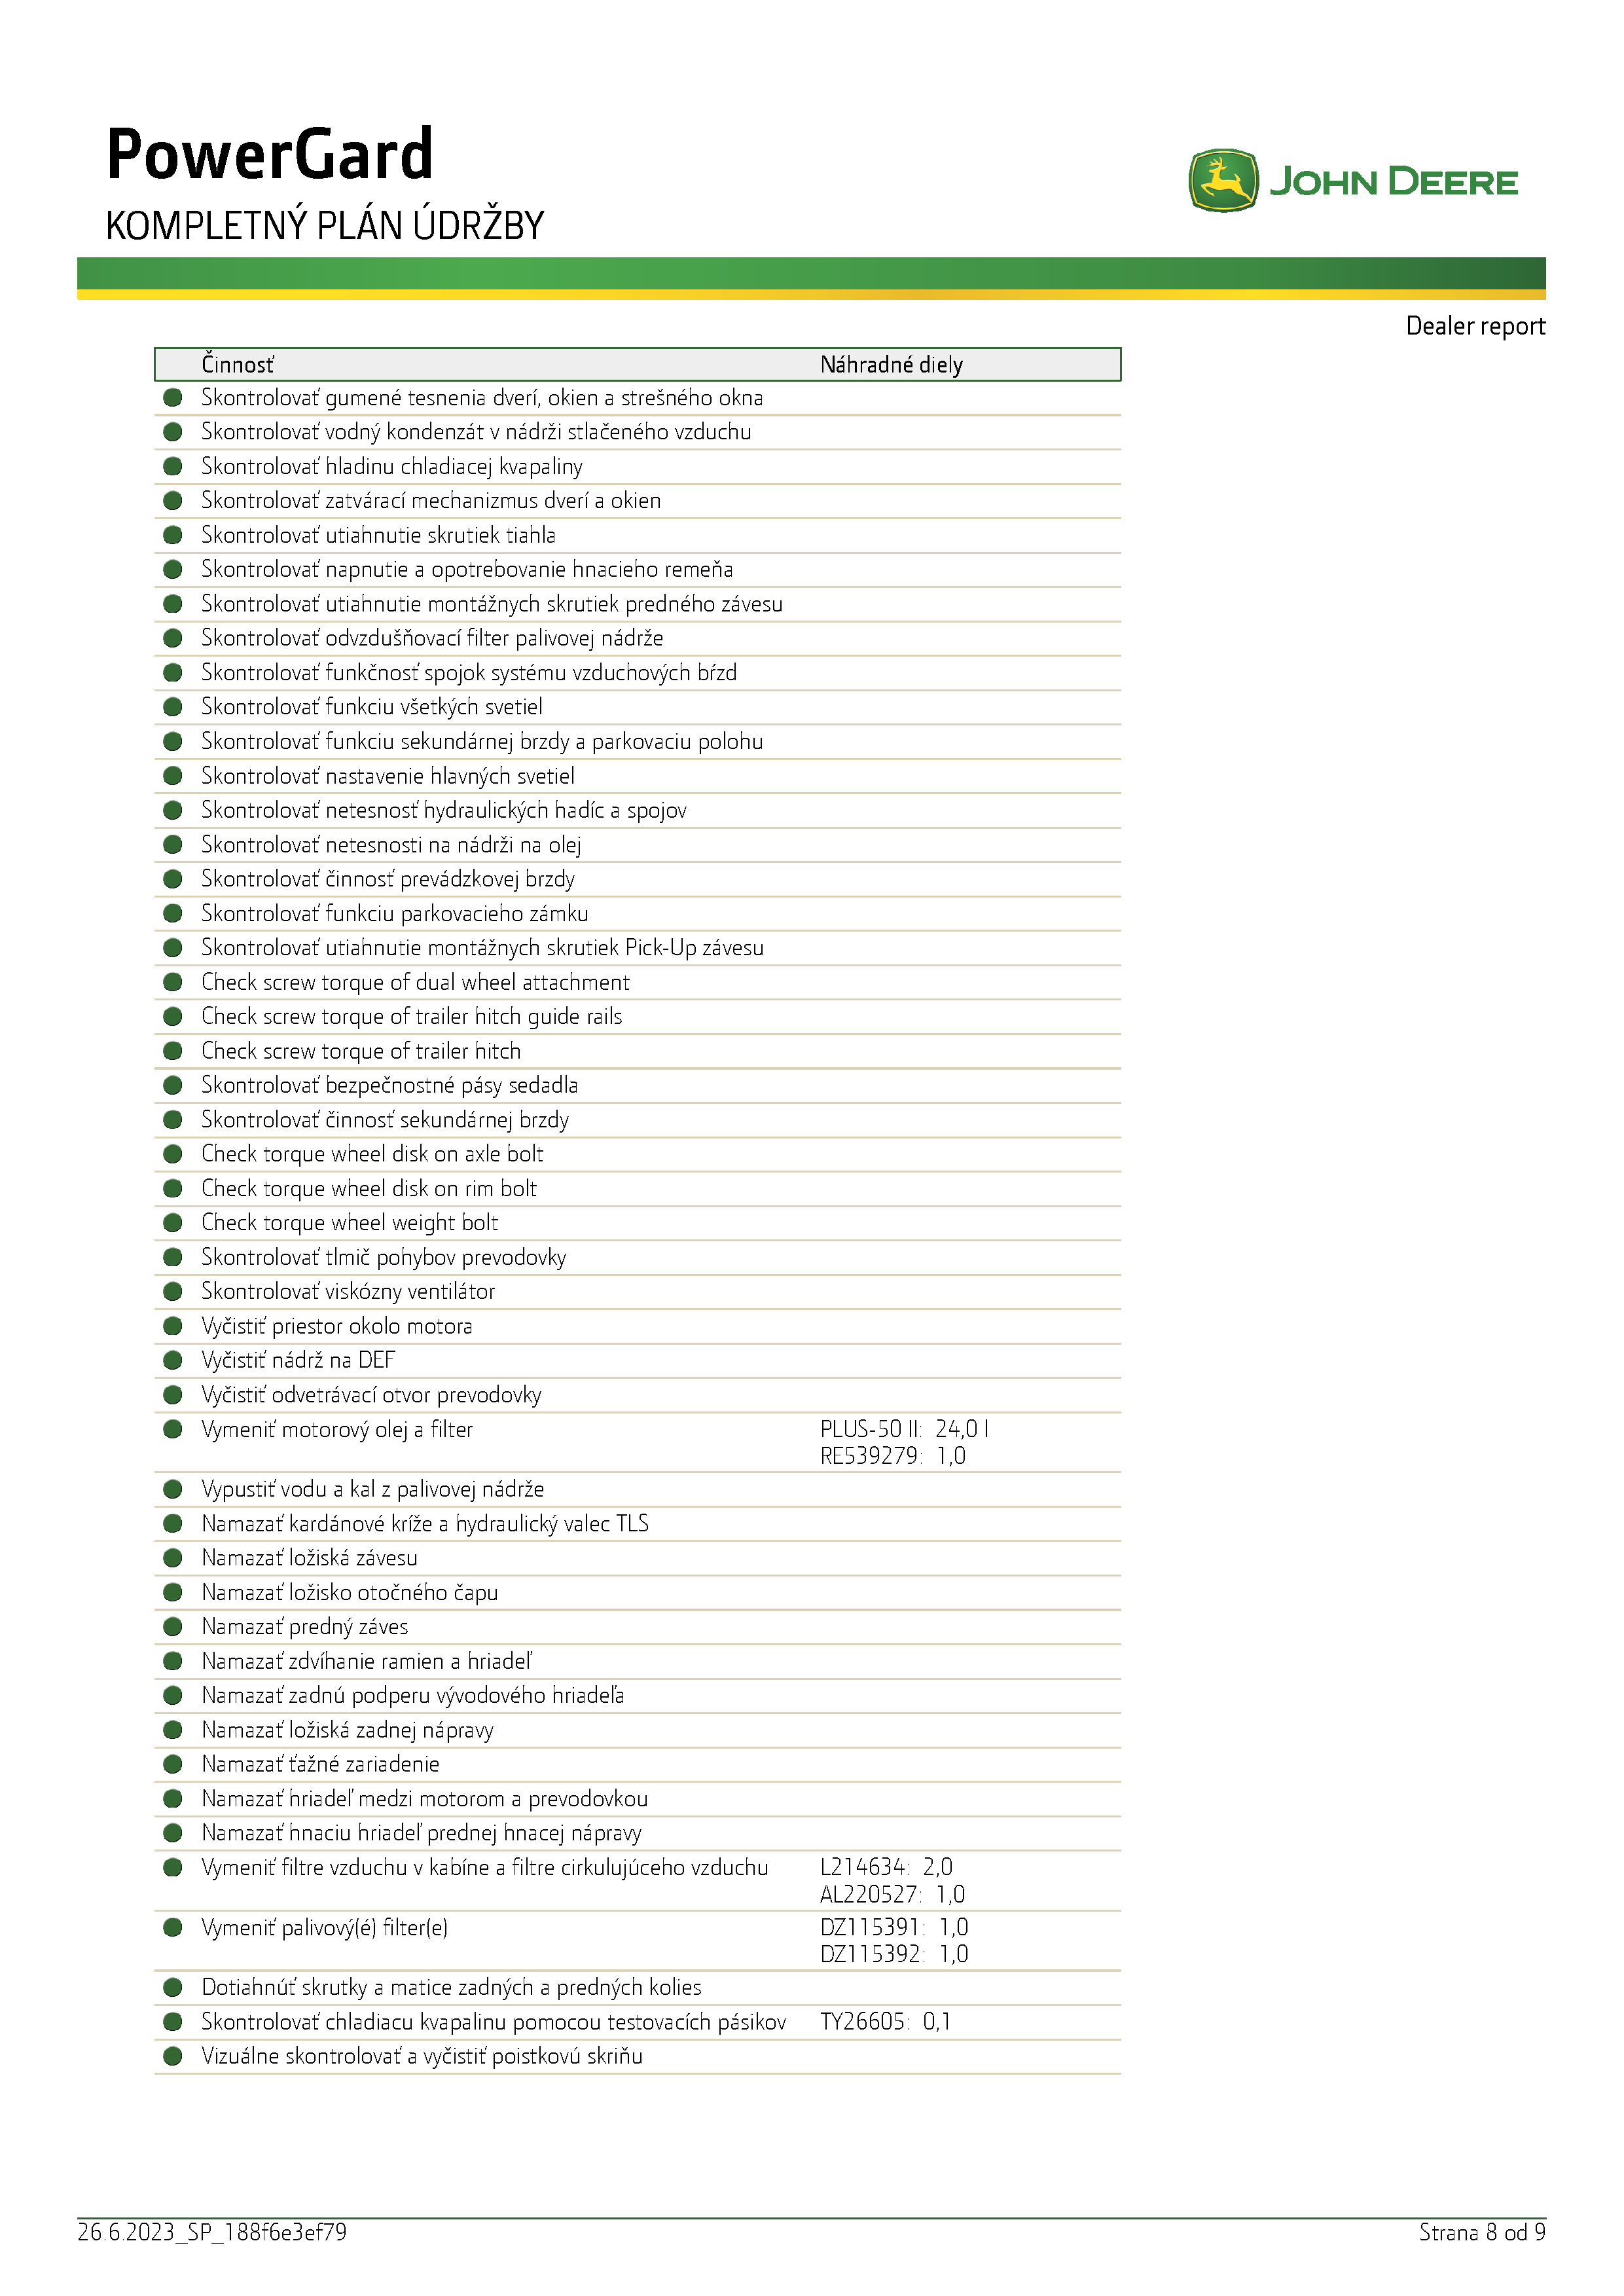 PowerGard
KOMPLETNÝ PLÁN ÚDRŽBY
JOHN DEERE
Dealer report
Činnosť Náhradné diely
Skontrolovať gumené tesnenia dverí, okien a strešného okna
Skontrolovať vodný kondenzát v nádrži stlačeného vzduchu
Skontrolovať hladinu chladiacej kvapaliny
Skontrolovať zatvárací mechanizmus dverí a okien
Skontrolovať utiahnutie skrutiek tiahla
Skontrolovať napnutie a opotrebovanie hnacieho remeňa
Skontrolovať utiahnutie montážnych skrutiek predného závesu
Skontrolovať odvzdušňovací filter palivovej nádrže
Skontrolovať funkčnosť spojok systému vzduchových bŕzd
Skontrolovať funkciu všetkých svetiel
Skontrolovať funkciu sekundárnej brzdy a parkovaciu polohu
Skontrolovať nastavenie hlavných svetiel
Skontrolovať netesnosť hydraulických hadíc a spojov
Skontrolovať netesnosti na nádrži na olej
Skontrolovať činnosť prevádzkovej brzdy
Skontrolovať funkciu parkovacieho zámku
Skontrolovať utiahnutie montážnych skrutiek Pick-Up závesu
Check screw torque of dual wheel attachment
Check screw torque of trailer hitch guide rails
Check screw torque of trailer hitch
Skontrolovať bezpečnostné pásy sedadla
Skontrolovať činnosť sekundárnej brzdy
Check torque wheel disk on axle bolt
Check torque wheel disk on rim bolt
Check torque wheel weight bolt
Skontrolovať tlmič pohybov prevodovky
Skontrolovať viskózny ventilátor
Vyčistiť priestor okolo motora
Vyčistiť nádrž na DEF
Vyčistiť odvetrávací otvor prevodovky
Vymeniť motorový olej a filter PLUS-50 II: 24,0 l
RE539279: 1,0
Vypustiť vodu a kal z palivovej nádrže
Namazať kardánové kríže a hydraulický valec TLS
Namazať ložiská závesu
Namazať ložisko otočného čapu
Namazať predný záves
Namazať zdvíhanie ramien a hriadeľ
Namazať zadnú podperu vývodového hriadeľa
Namazať ložiská zadnej nápravy
Namazať ťažné zariadenie
Namazať hriadeľ medzi motorom a prevodovkou
Namazať hnaciu hriadeľ prednej hnacej nápravy
Vymeniť filtre vzduchu v kabíne a filtre cirkulujúceho vzduchu L214634: 2,0
AL220527: 1,0
Vymeniť palivový(é) filter(e) DZ115391: 1,0
DZ115392: 1,0
Dotiahnúť skrutky a matice zadných a predných kolies
Skontrolovať chladiacu kvapalinu pomocou testovacích pásikov TY26605: 0,1
Vizuálne skontrolovať a vyčistiť poistkovú skriňu
26.6.2023_SP_188f6e3ef79 Strana 8 od 9